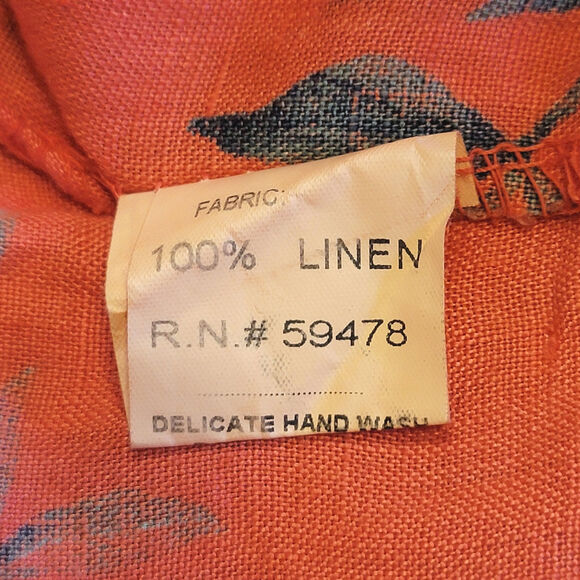 FABRIC:
100% LINEN
R.N.# 59478
DELICATE HAND WASH